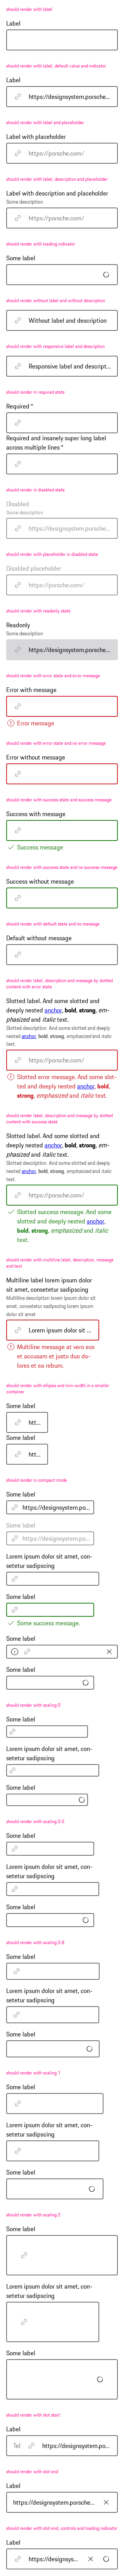 should render with label
Label
should render with label, default value and indicator
Label
https://designsystem.porsche...
should render with label and placeholder
Label with placeholder
https://porsche.com/
should render with label, description and placeholder
Label with description and placeholder
Some description
https://porsche.com/
should render with loading indicator
Some label
should render without label and without description
Without label and description
should render with responsive label and description
Responsive label and descript...
should render in required state
Required *
Required and insanely super long label
across multiple lines *
should render in disabled state
Disabled
Some description
https://designsystem.porsche...
should render with placeholder in disabled state
Disabled placeholder
https://porsche.com/
should render with readonly state
Readonly
Some description
https://designsystem.porsche...
should render with error state and error message
Error with message
Error message
should render with error state and no error message
Error without message
should render with success state and success message
Success with message
Success message
should render with success state and no success message
Success without message
should render with default state and no message
Default without message
should render label, description and message by slotted
content with error state
Slotted label. And some slotted and
deeply nested anchor, bold, strong, em-
phasized and italic text.
Slotted description. And some slotted and deeply
nested anchor, bold, strong, emphasized and italic
text.
https://porsche.com/
Slotted error message. And some slot-
ted and deeply nested anchor, bold,
strong, emphasized and italic text.
should render label, description and message by slotted
content with success state
Slotted label. And some slotted and
deeply nested anchor, bold, strong, em-
phasized and italic text.
Slotted description. And some slotted and deeply
nested anchor, bold, strong, emphasized and italic
text.
https://porsche.com/
Slotted success message. And some
slotted and deeply nested anchor,
bold, strong, emphasized and italic
text.
should render with multiline label, description, message
and text
Multiline label lorem ipsum dolor
sit amet, consetetur sadipscing
Multiline description lorem ipsum dolor sit
amet, consetetur sadipscing lorem ipsum
dolor sit amet
Lorem ipsum dolor sit ...
Multiline message at vero eos
et accusam et justo duo do-
lores et ea rebum.
should render with ellipsis and min width in a smaller
container
Some label
htt...
Some label
htt...
should render in compact mode
Some label
https://designsystem.po...
Some label
https://designsystem.po...
Lorem ipsum dolor sit amet, con-
setetur sadipscing
Some label
Some success message.
Some label
Some label
should render with scaling 0
Some label
Lorem ipsum dolor sit amet, con-
setetur sadipscing
Some label
should render with scaling 0.5
Some label
Lorem ipsum dolor sit amet, con-
setetur sadipscing
Some label
should render with scaling 0.8
Some label
Lorem ipsum dolor sit amet, con-
setetur sadipscing
Some label
should render with scaling 1
Some label
Lorem ipsum dolor sit amet, con-
setetur sadipscing
Some label
should render with scaling 2
Some label
Lorem ipsum dolor sit amet, con-
setetur sadipscing
Some label
should render with slot start
Label
Tel https://designsystem.po...
should render with slot end
Label
https://designsystem.porsche...
should render with slot end, controls and loading indicator
Label
https://designsys...